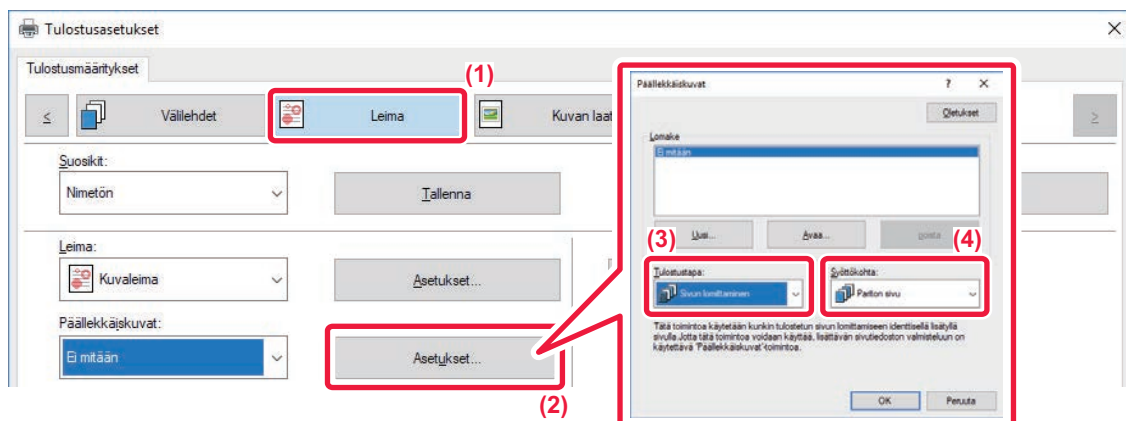 Tulostusasetukset
Tulostusmääritykset
(1)
Välilehdet
Leima
Kuvan laat
Suosikit:
Nimetön
Tallenna
Leima:
Kuvaleima
Asetukset...
Päällekkäiskuvat:
Ei mitään
Asetukset...
(2)
Päällekkäiskuvat
?
Oletukset
Lomake
Ei mitään
Uusi...
Avaa...
poista
(3)
(4)
Tulostustapa:
Sivun lomittaminen
Syöttökohta:
Pariton sivu
Tätä toimintoa käytetään kunkin tulostetun sivun lomittamiseen identtisellä lisätyllä
sivulla.Jotta tätä toimintoa voidaan käyttää, lisättävän sivutiedoston valmisteluun on
käytettävä 'Päällekkäiskuvat'-toimintoa.
OK
Peruuta